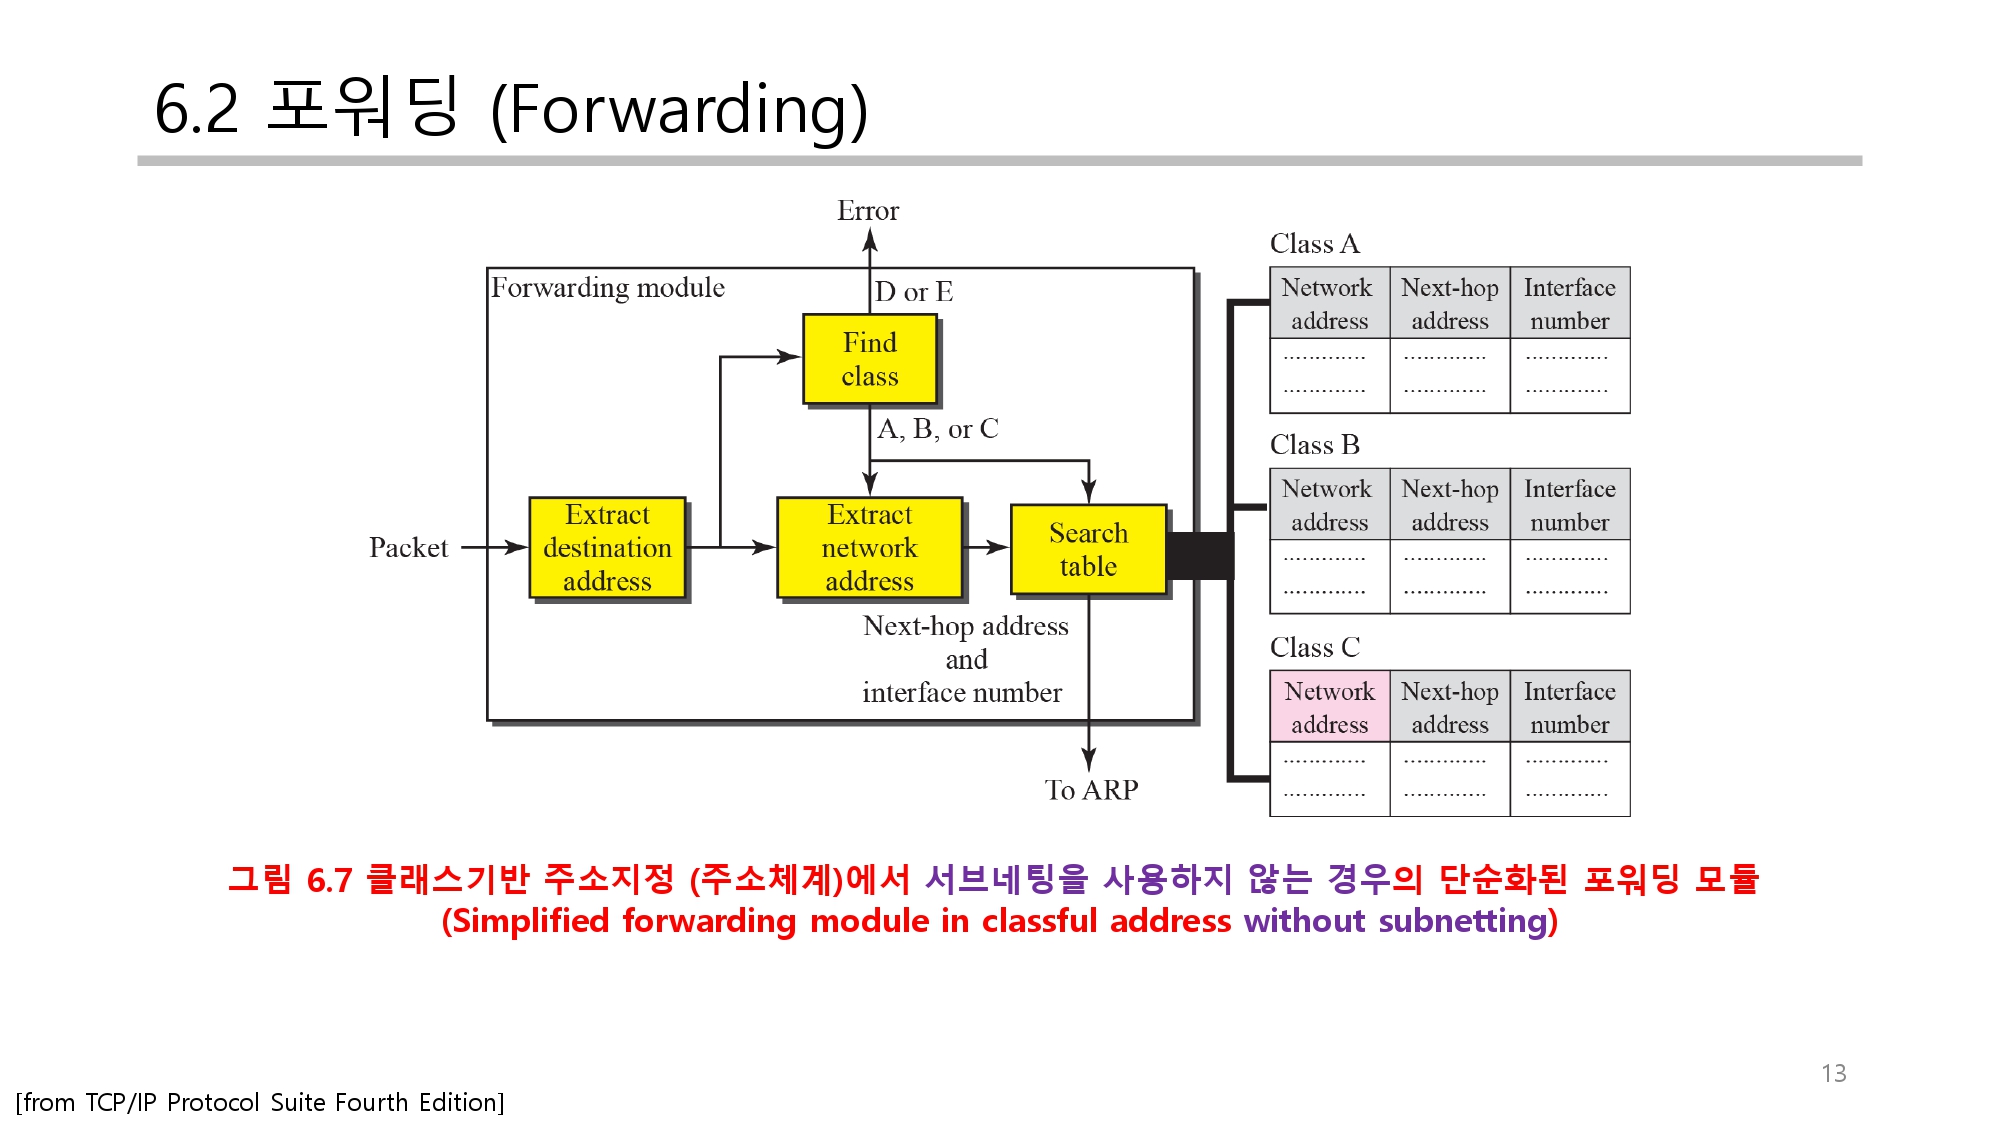 6.2 포워딩 (Forwarding)
Error
Forwarding module
D or E
Find
class
A, B, or C
Packet
Extract
destination
address
Extract
network
address
Search
table
Next-hop address
and
interface number
To ARP
Class A
Network address
Next-hop address
Interface number
............. ............. .............
............. ............. .............
Class B
Network address
Next-hop address
Interface number
............. ............. .............
............. ............. .............
Class C
Network address
Next-hop address
Interface number
............. ............. .............
............. ............. .............
그림 6.7 클래스기반 주소지정 (주소체계)에서 서브네팅을 사용하지 않는 경우의 단순화된 포워딩 모듈
(Simplified forwarding module in classful address without subnetting)
13
[from TCP/IP Protocol Suite Fourth Edition]